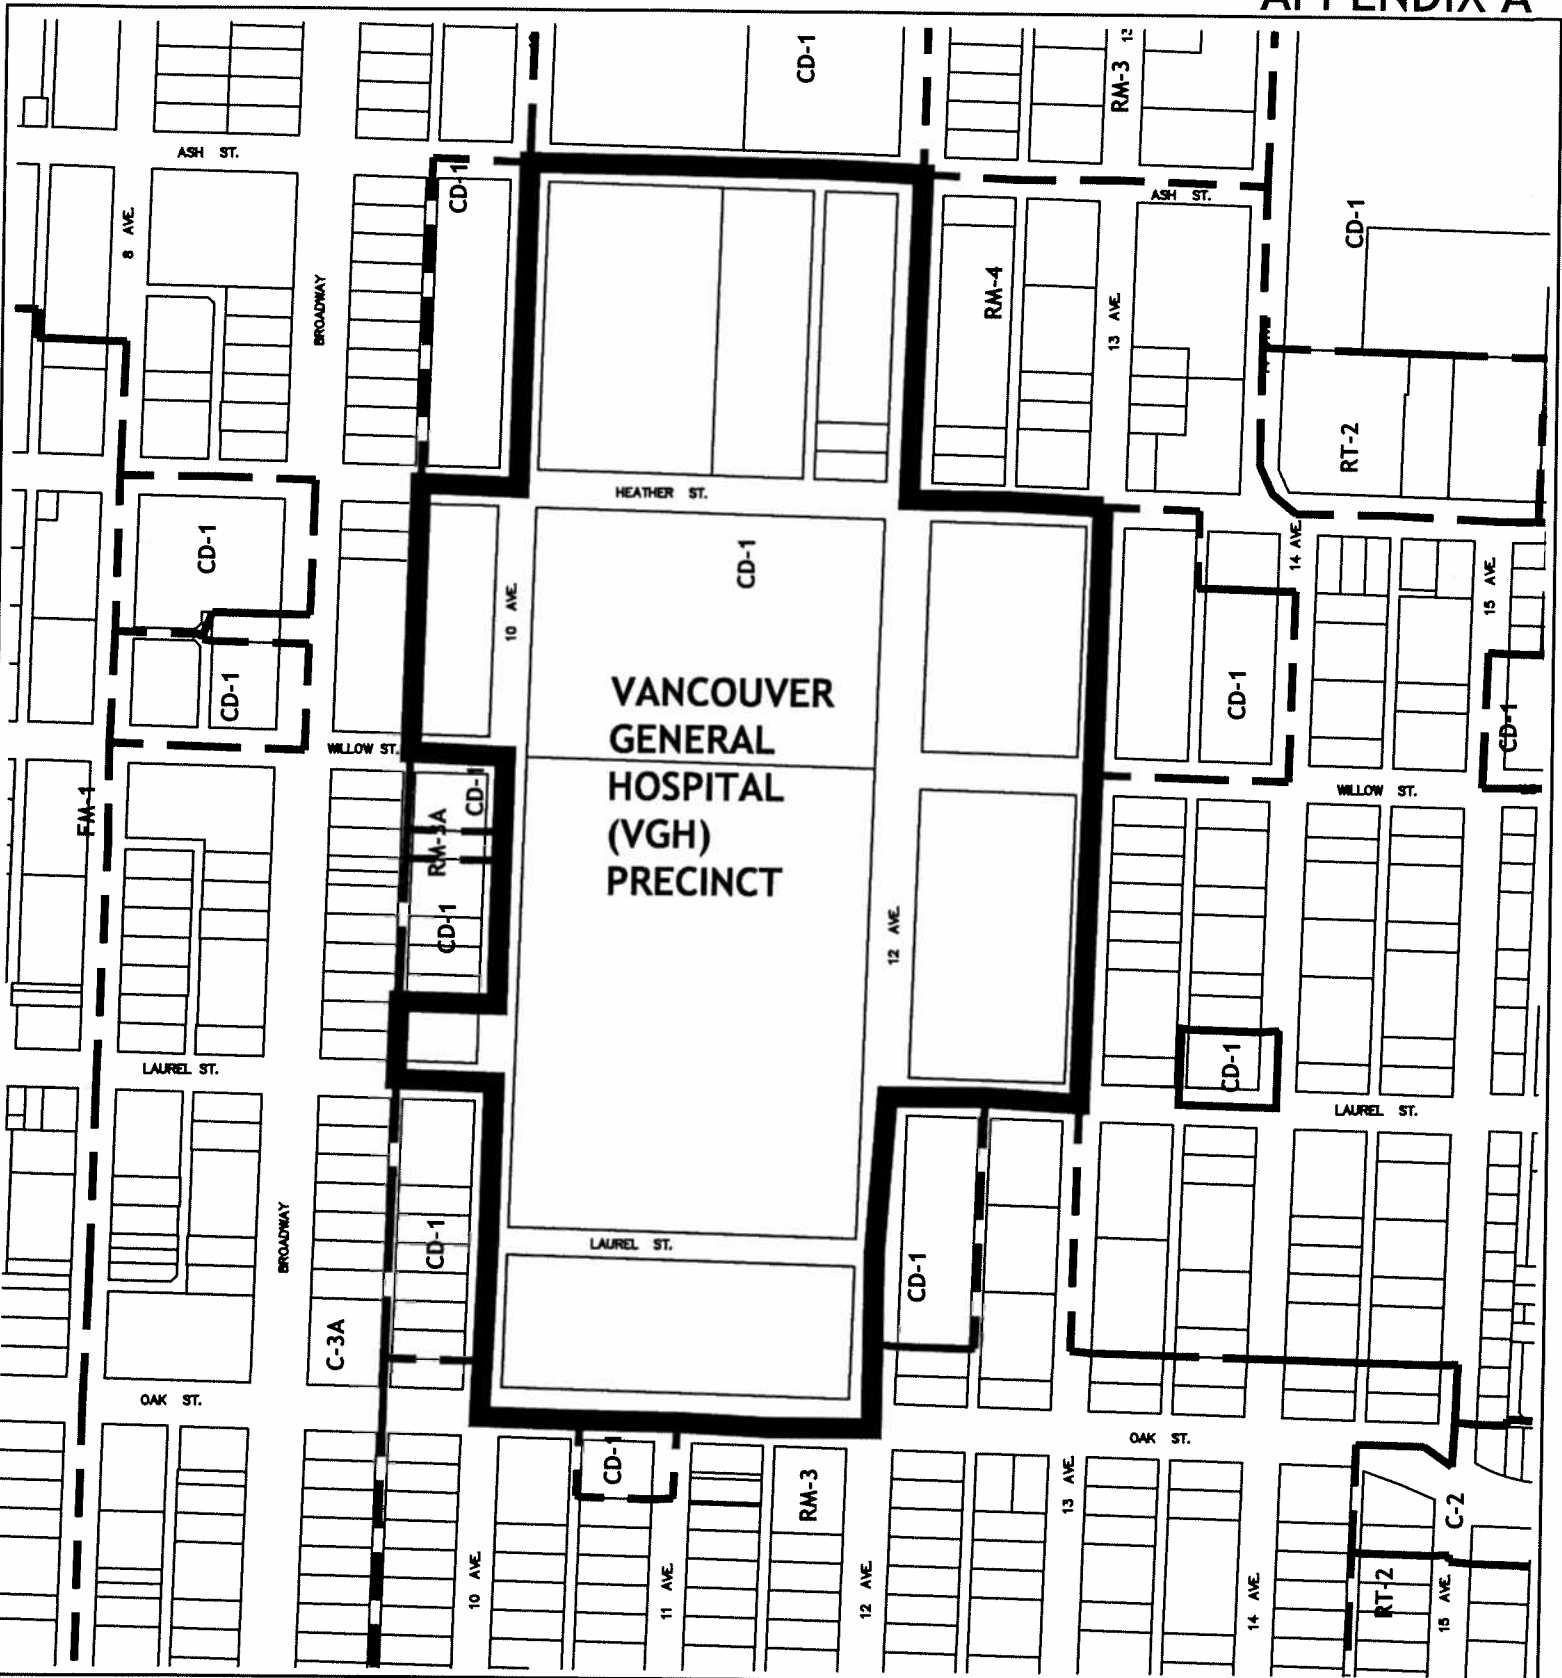 APPENDIX A
CD-1
RM-3
ASH ST.
CD-1
ASH ST.
8 AVE.
BROADWAY
RM-4
13 AVE.
CD-1
RT-2
HEATHER ST.
CD-1
CD-1
10 AVE.
14 AVE.
15 AVE.
CD-1
VANCOUVER
GENERAL
HOSPITAL
(VGH)
PRECINCT
CD-1
CD-1
WILLOW ST.
WILLOW ST.
CD-1
FM-1
RM-3A
CD-1
12 AVE.
CD-1
LAUREL ST.
LAUREL ST.
BROADWAY
CD-1
LAUREL ST.
CD-1
C-3A
OAK ST.
OAK ST.
CD-1
RM-3
13 AVE.
C-2
10 AVE.
11 AVE.
12 AVE.
14 AVE.
RT-2
15 AVE.